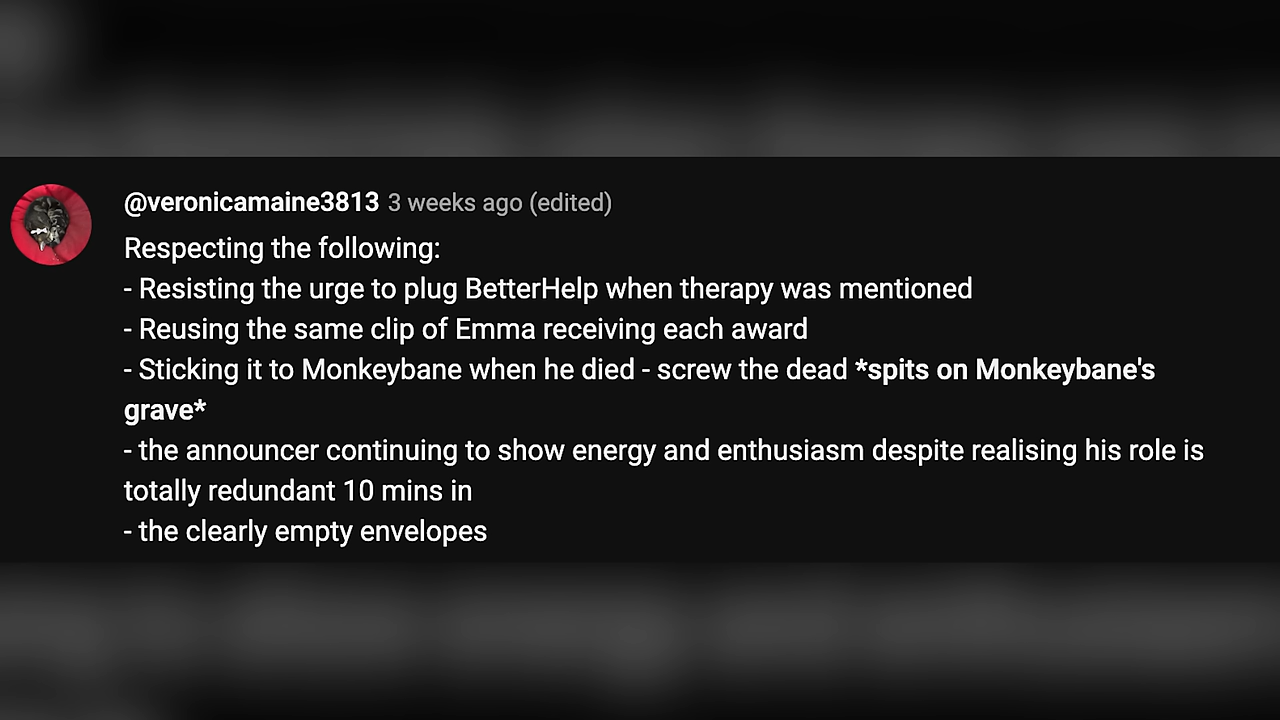 @veronicamaine3813 3 weeks ago (edited)
Respecting the following:
- Resisting the urge to plug BetterHelp when therapy was mentioned
- Reusing the same clip of Emma receiving each award
- Sticking it to Monkeybane when he died - screw the dead *spits on Monkeybane's
grave*
- the announcer continuing to show energy and enthusiasm despite realising his role is
totally redundant 10 mins in
- the clearly empty envelopes